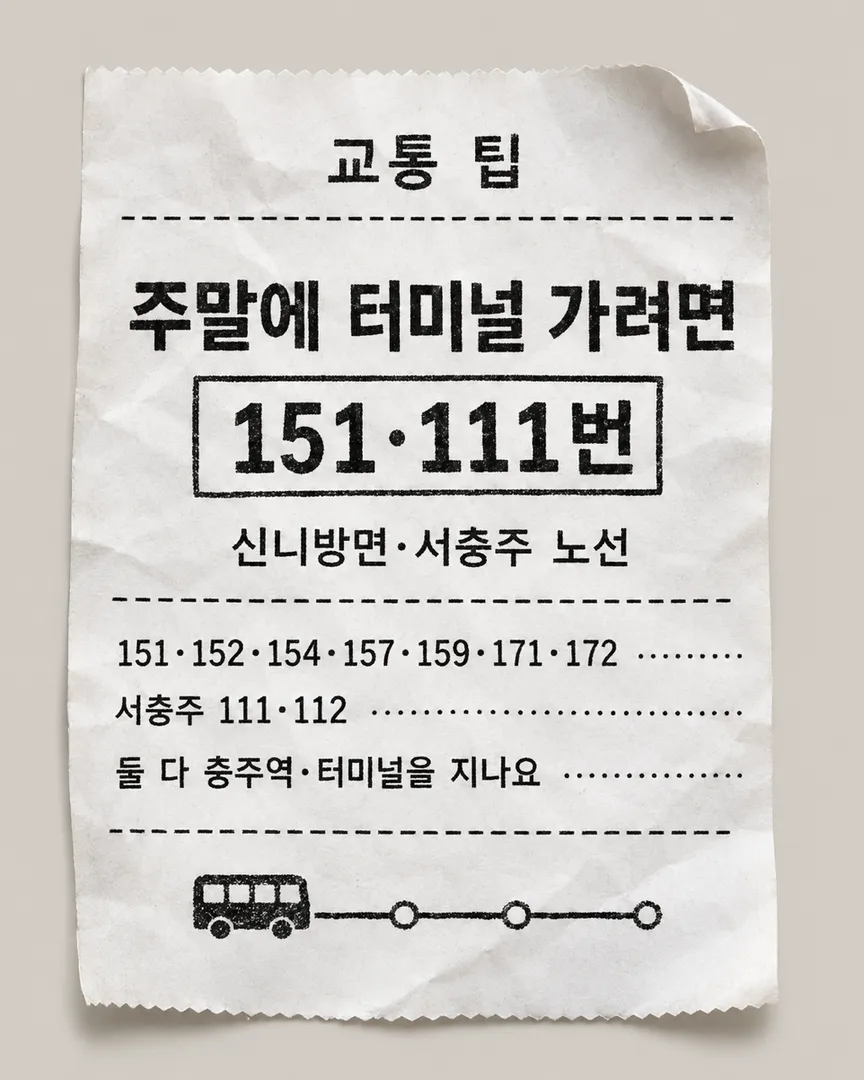 교통 팁
주말에 터미널 가려면
151·111번
신니방면·서충주 노선
151·152·154·157·159·171·172
서충주 111·112
둘 다 충주역·터미널을 지나요